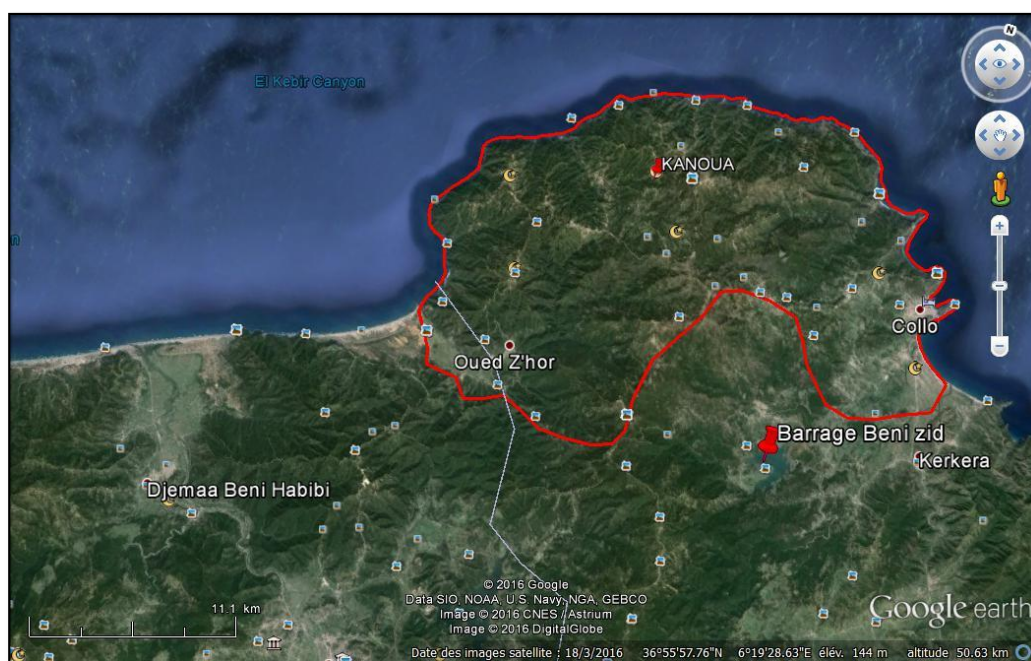 N
El Kebir Canyon
KANOUA
Collo
Oued Z'hor
Barrage Beni zid
Kerkera
Djemaa Beni Habibi
n
© 2016 Google
Data SIO, NOAA, U.S. Navy, NGA, GEBCO
Image © 2016 CNES / Astrium
Image © 2016 DigitalGlobe
11.1 km
Google earth
Date des images satellite : 18/3/2016 36°55'57.76"N 6°19'28.63"E élév. 144 m altitude 50.63 km